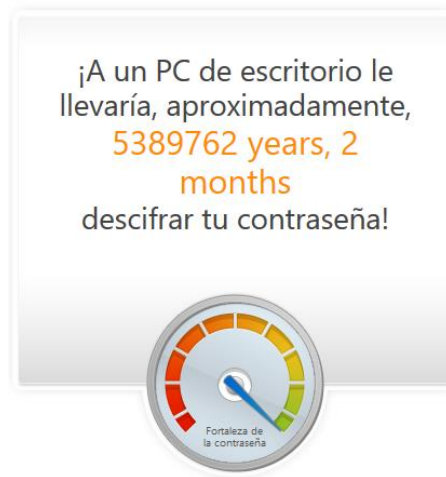 ¡A un PC de escritorio le
llevaría, aproximadamente,
5389762 years, 2
months
descifrar tu contraseña!
Fortaleza de
la contraseña